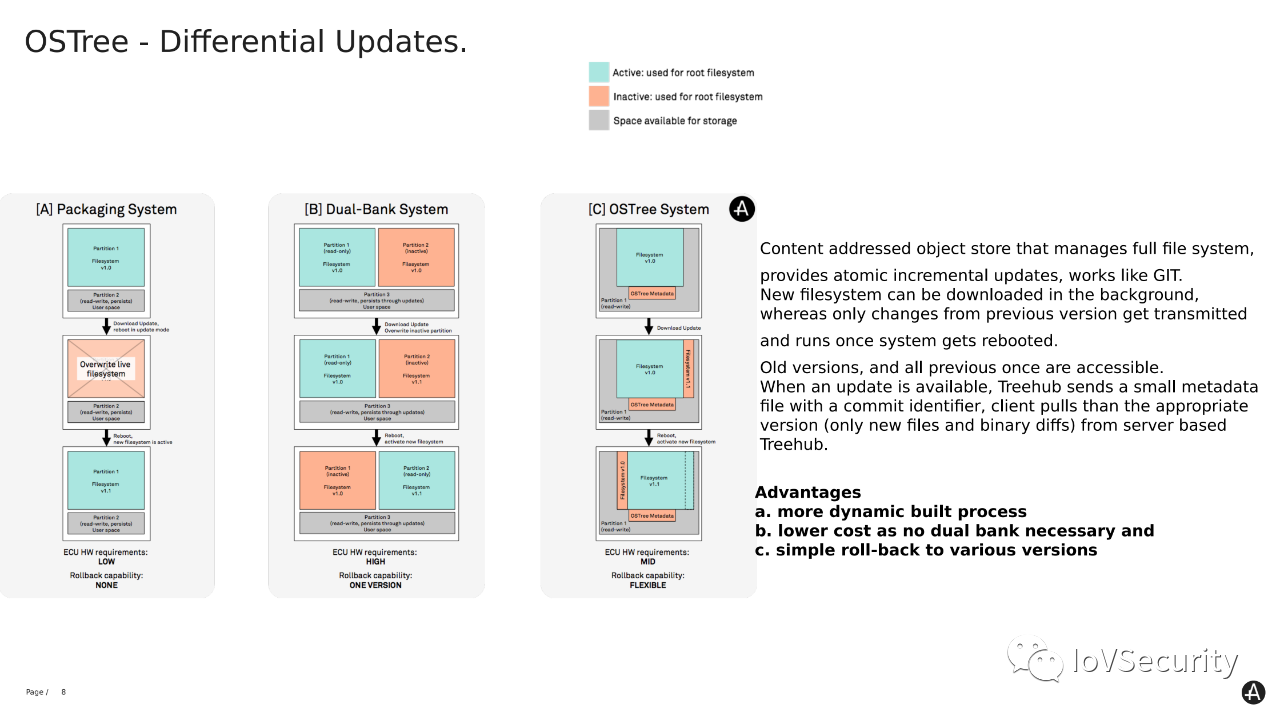 OSTree - Differential Updates.
Active: used for root filesystem
Inactive: used for root filesystem
Space available for storage
[A] Packaging System
Partition 1
Filesystem
v1.0
Partition 2
(read-write, persists)
User space
Download Update,
reboot in update mode
Overwrite live
filesystem
Partition 2
(read-write, persists)
User space
Reboot,
new filesystem is active
Partition 1
Filesystem
v1.1
Partition 2
(read-write, persists)
User space
ECU HW requirements:
LOW
Rollback capability:
NONE
[B] Dual-Bank System
Partition 1
(read-only)
Filesystem
v1.0
Partition 2
(inactive)
Filesystem
v1.0
Partition 3
(read-write, persists through updates)
User space
Download Update
Overwrite inactive partition
Partition 1
(read-only)
Filesystem
v1.0
Partition 2
(inactive)
Filesystem
v1.1
Partition 3
(read-write, persists through updates)
User space
Reboot,
activate new filesystem
Partition 1
(inactive)
Filesystem
v1.0
Partition 2
(read-only)
Filesystem
v1.1
Partition 3
(read-write, persists through updates)
User space
ECU HW requirements:
HIGH
Rollback capability:
ONE VERSION
[C] OSTree System
Filesystem
v1.0
OSTree Metadata
Partition 1
(read-write)
Download Update
Filesystem
v1.0
Filesystem v1.1
OSTree Metadata
Partition 1
(read-write)
Reboot,
activate new filesystem
Filesystem v1.0
Filesystem
v1.1
OSTree Metadata
Partition 1
(read-write)
ECU HW requirements:
MID
Rollback capability:
FLEXIBLE
Content addressed object store that manages full file system,
provides atomic incremental updates, works like GIT.
New filesystem can be downloaded in the background,
whereas only changes from previous version get transmitted
and runs once system gets rebooted.
Old versions, and all previous once are accessible.
When an update is available, Treehub sends a small metadata
file with a commit identifier, client pulls than the appropriate
version (only new files and binary diffs) from server based
Treehub.
Advantages
a. more dynamic built process
b. lower cost as no dual bank necessary and
c. simple roll-back to various versions
IoVSecurity
Page / 8